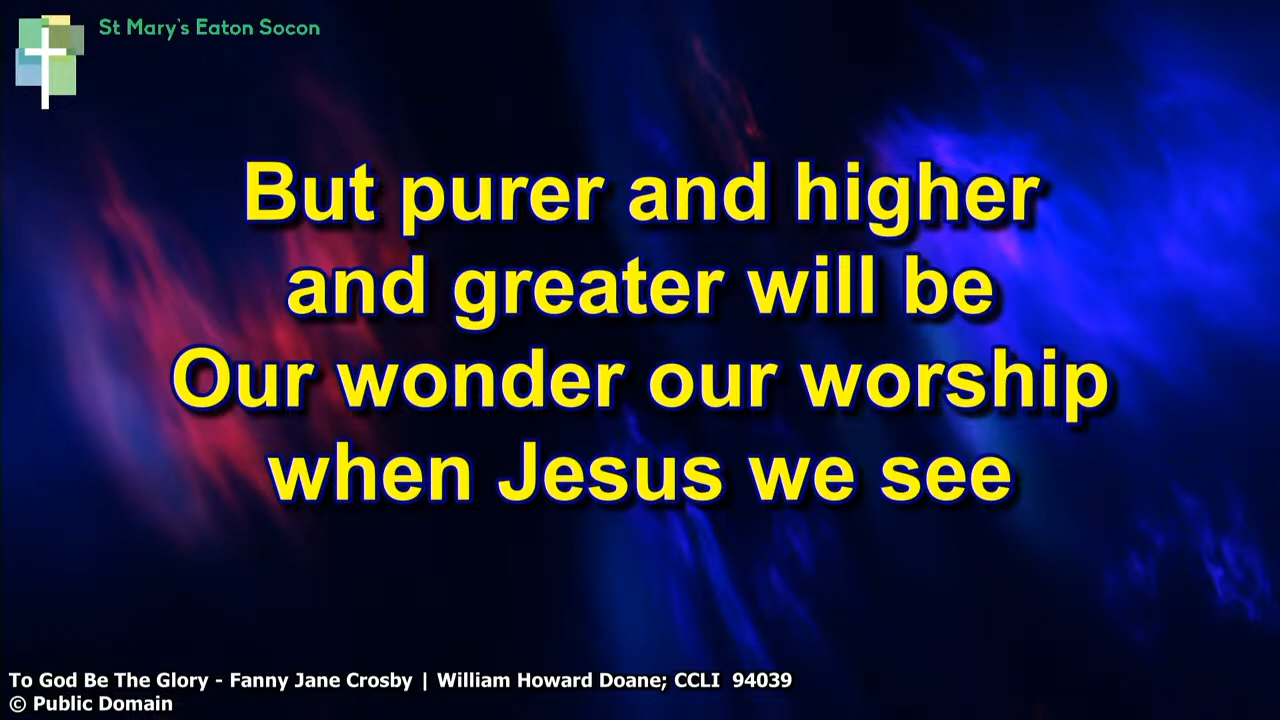 St Mary's Eaton Socon
But purer and higher
and greater will be
Our wonder our worship
when Jesus we see
To God Be The Glory - Fanny Jane Crosby | William Howard Doane; CCLI  94039
© Public Domain